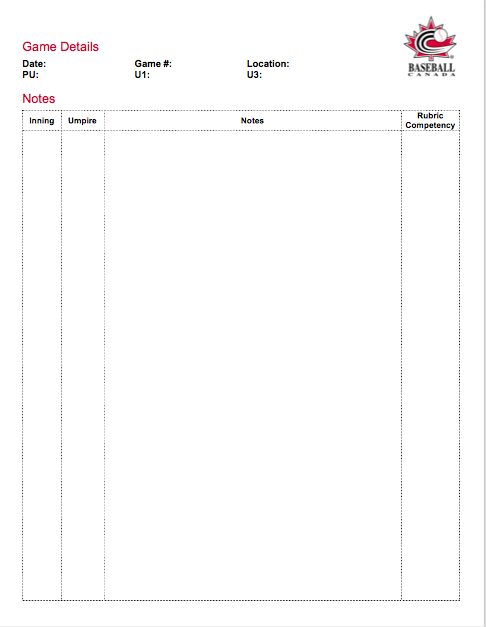 BASEBALL
CANADA
Game Details
Date: Game #: Location:
PU: U1: U3:
Notes
Inning Umpire Notes Rubric Competency